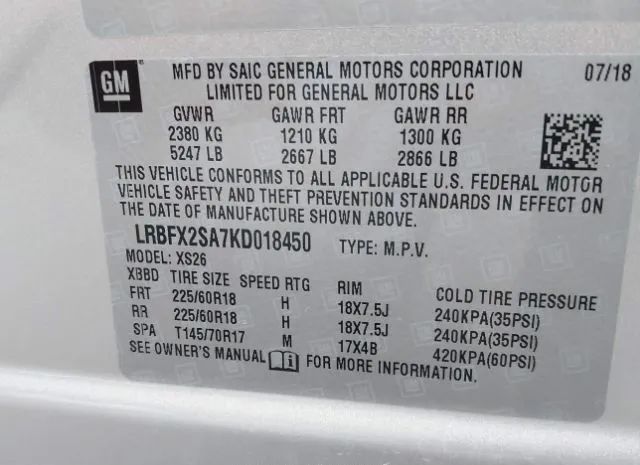 GM
MFD BY SAIC GENERAL MOTORS CORPORATION 07/18
LIMITED FOR GENERAL MOTORS LLC
GVWR GAWR FRT GAWR RR
2380 KG 1210 KG 1300 KG
5247 LB 2667 LB 2866 LB
THIS VEHICLE CONFORMS TO ALL APPLICABLE U.S. FEDERAL MOTOR
VEHICLE SAFETY AND THEFT PREVENTION STANDARDS IN EFFECT ON
THE DATE OF MANUFACTURE SHOWN ABOVE.
LRBFX2SA7KD018450 TYPE: M.P.V.
MODEL: XS26
XBBD TIRE SIZE SPEED RTG RIM COLD TIRE PRESSURE
FRT 225/60R18 H 18X7.5J 240KPA(35PSI)
RR 225/60R18 H 18X7.5J 240KPA(35PSI)
SPA T145/70R17 M 17X4B 420KPA(60PSI)
SEE OWNER'S MANUAL FOR MORE INFORMATION.